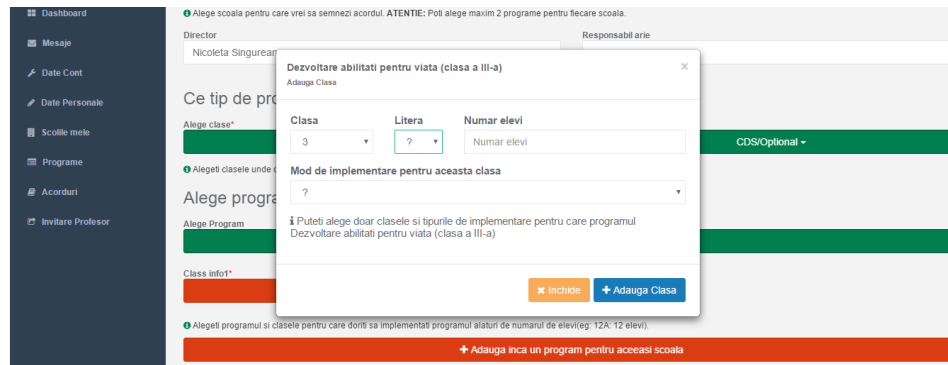 Dashboard
Mesaje
Date Cont
Date Personale
Scolile mele
Programe
Acorduri
Invitare Profesor
Alege scoala pentru care vrei sa semnezi acordul. ATENTIE: Poti alege maxim 2 programe pentru fiecare scoala.
Director
Responsabil arie
Nicoleta Singurean
Ce tip de pro
Alege clase*
CDS/Optional
Alegeti clasele unde
Alege progra
Alege Program
Class info1*
Dezvoltare abilitati pentru viata (clasa a III-a)
×
Adauga Clasa
Clasa
Litera
Numar elevi
3
?
Numar elevi
Mod de implementare pentru aceasta clasa
?
Puteti alege doar clasele si tipurile de implementare pentru care programul
Dezvoltare abilitati pentru viata (clasa a III-a)
Inchide
Adauga Clasa
Alegeti programul si clasele pentru care doriti sa implementati programul alaturi de numarul de elevi(eg: 12A: 12 elevi).
Adauga inca un program pentru aceeasi scoala